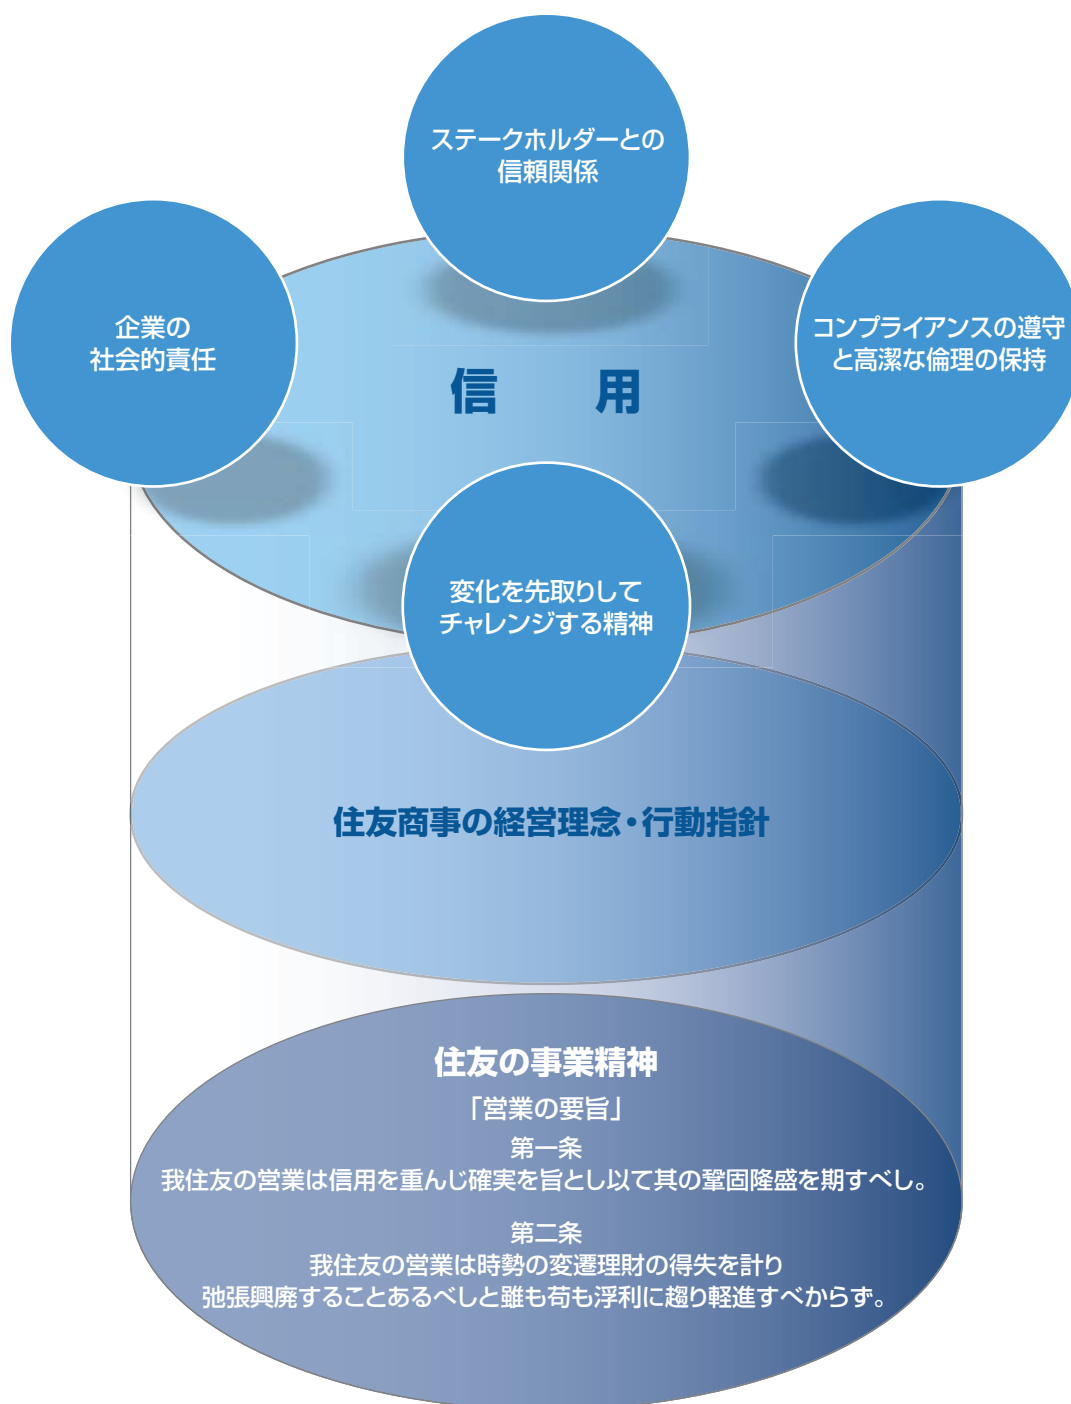 ステークホルダーとの
信頼関係
企業の
社会的責任
コンプライアンスの遵守
と高潔な倫理の保持
信　用
変化を先取りして
チャレンジする精神
住友商事の経営理念・行動指針
住友の事業精神
「営業の要旨」
第一条
我住友の営業は信用を重んじ確実を旨とし以て其の鞏固隆盛を期すべし。
第二条
我住友の営業は時勢の変遷理財の得失を計り
弛張興廃することあるべしと雖も苟も浮利に趨り軽進すべからず。